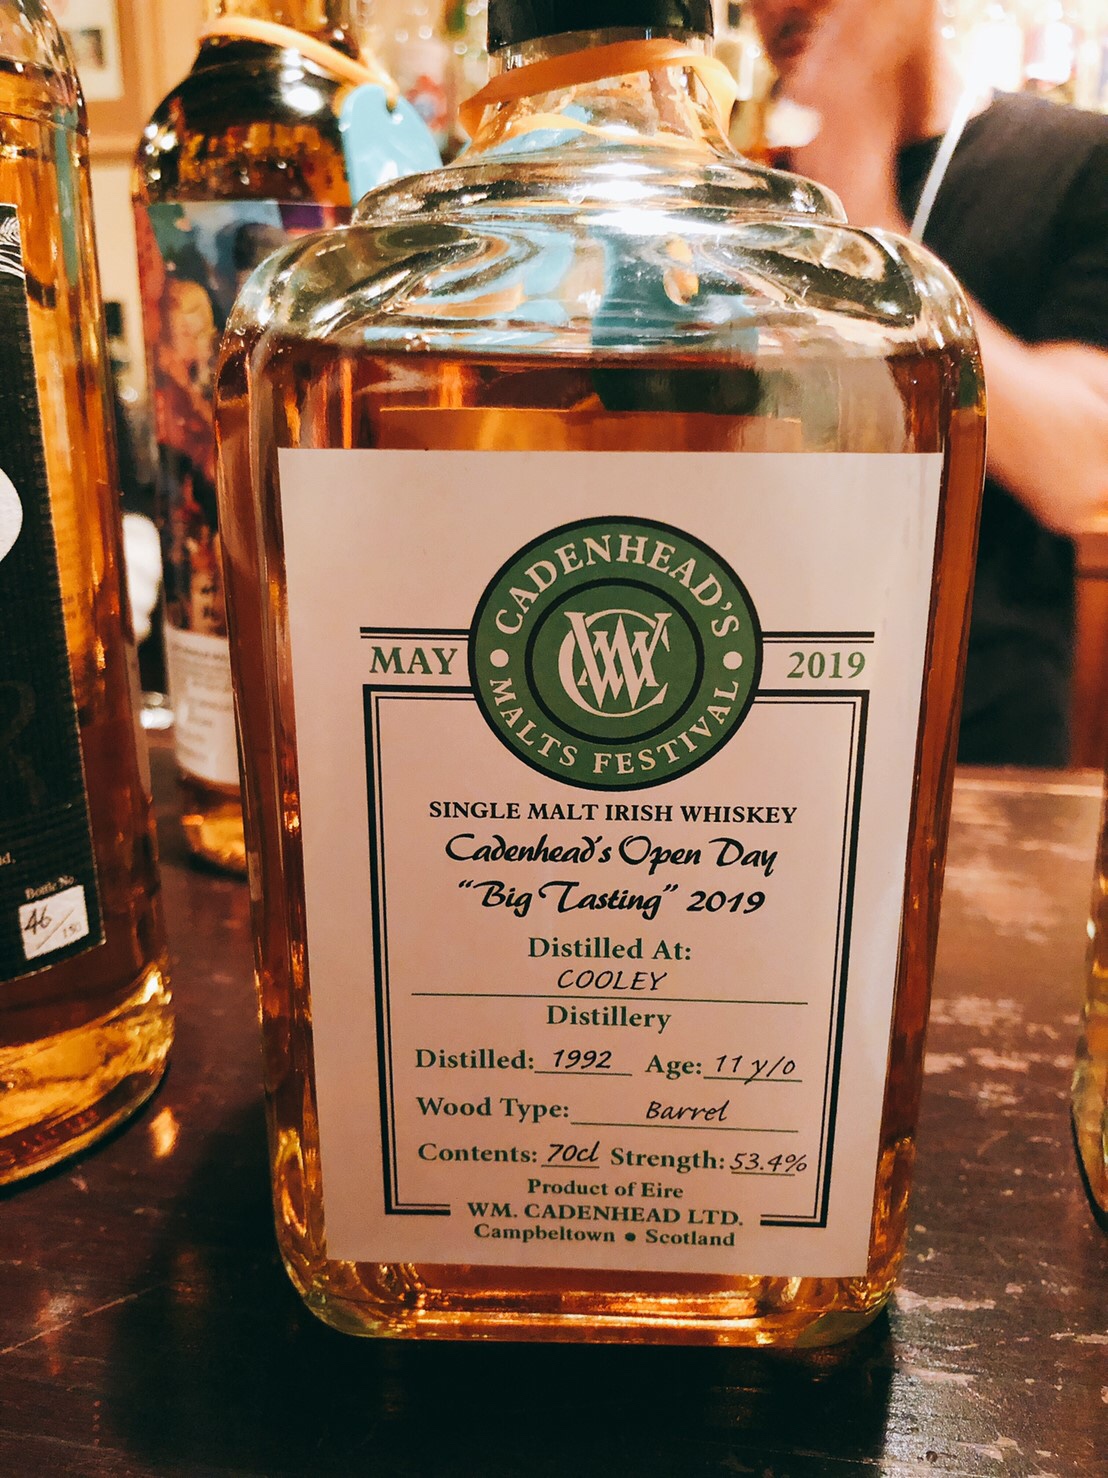 CADENHEAD'S
WC
MAY
2019
MALTS FESTIVAL
SINGLE MALT IRISH WHISKEY
Cadenhead's Open Day
"Big Tasting" 2019
Distilled At:
COOLEY
Distillery
Distilled: 1992 Age: 11 y/o
Wood Type: Barrel
Contents: 70cl Strength: 53.4%
Product of Eire
WM. CADENHEAD LTD.
Campbeltown • Scotland
Bottle No.
46/150